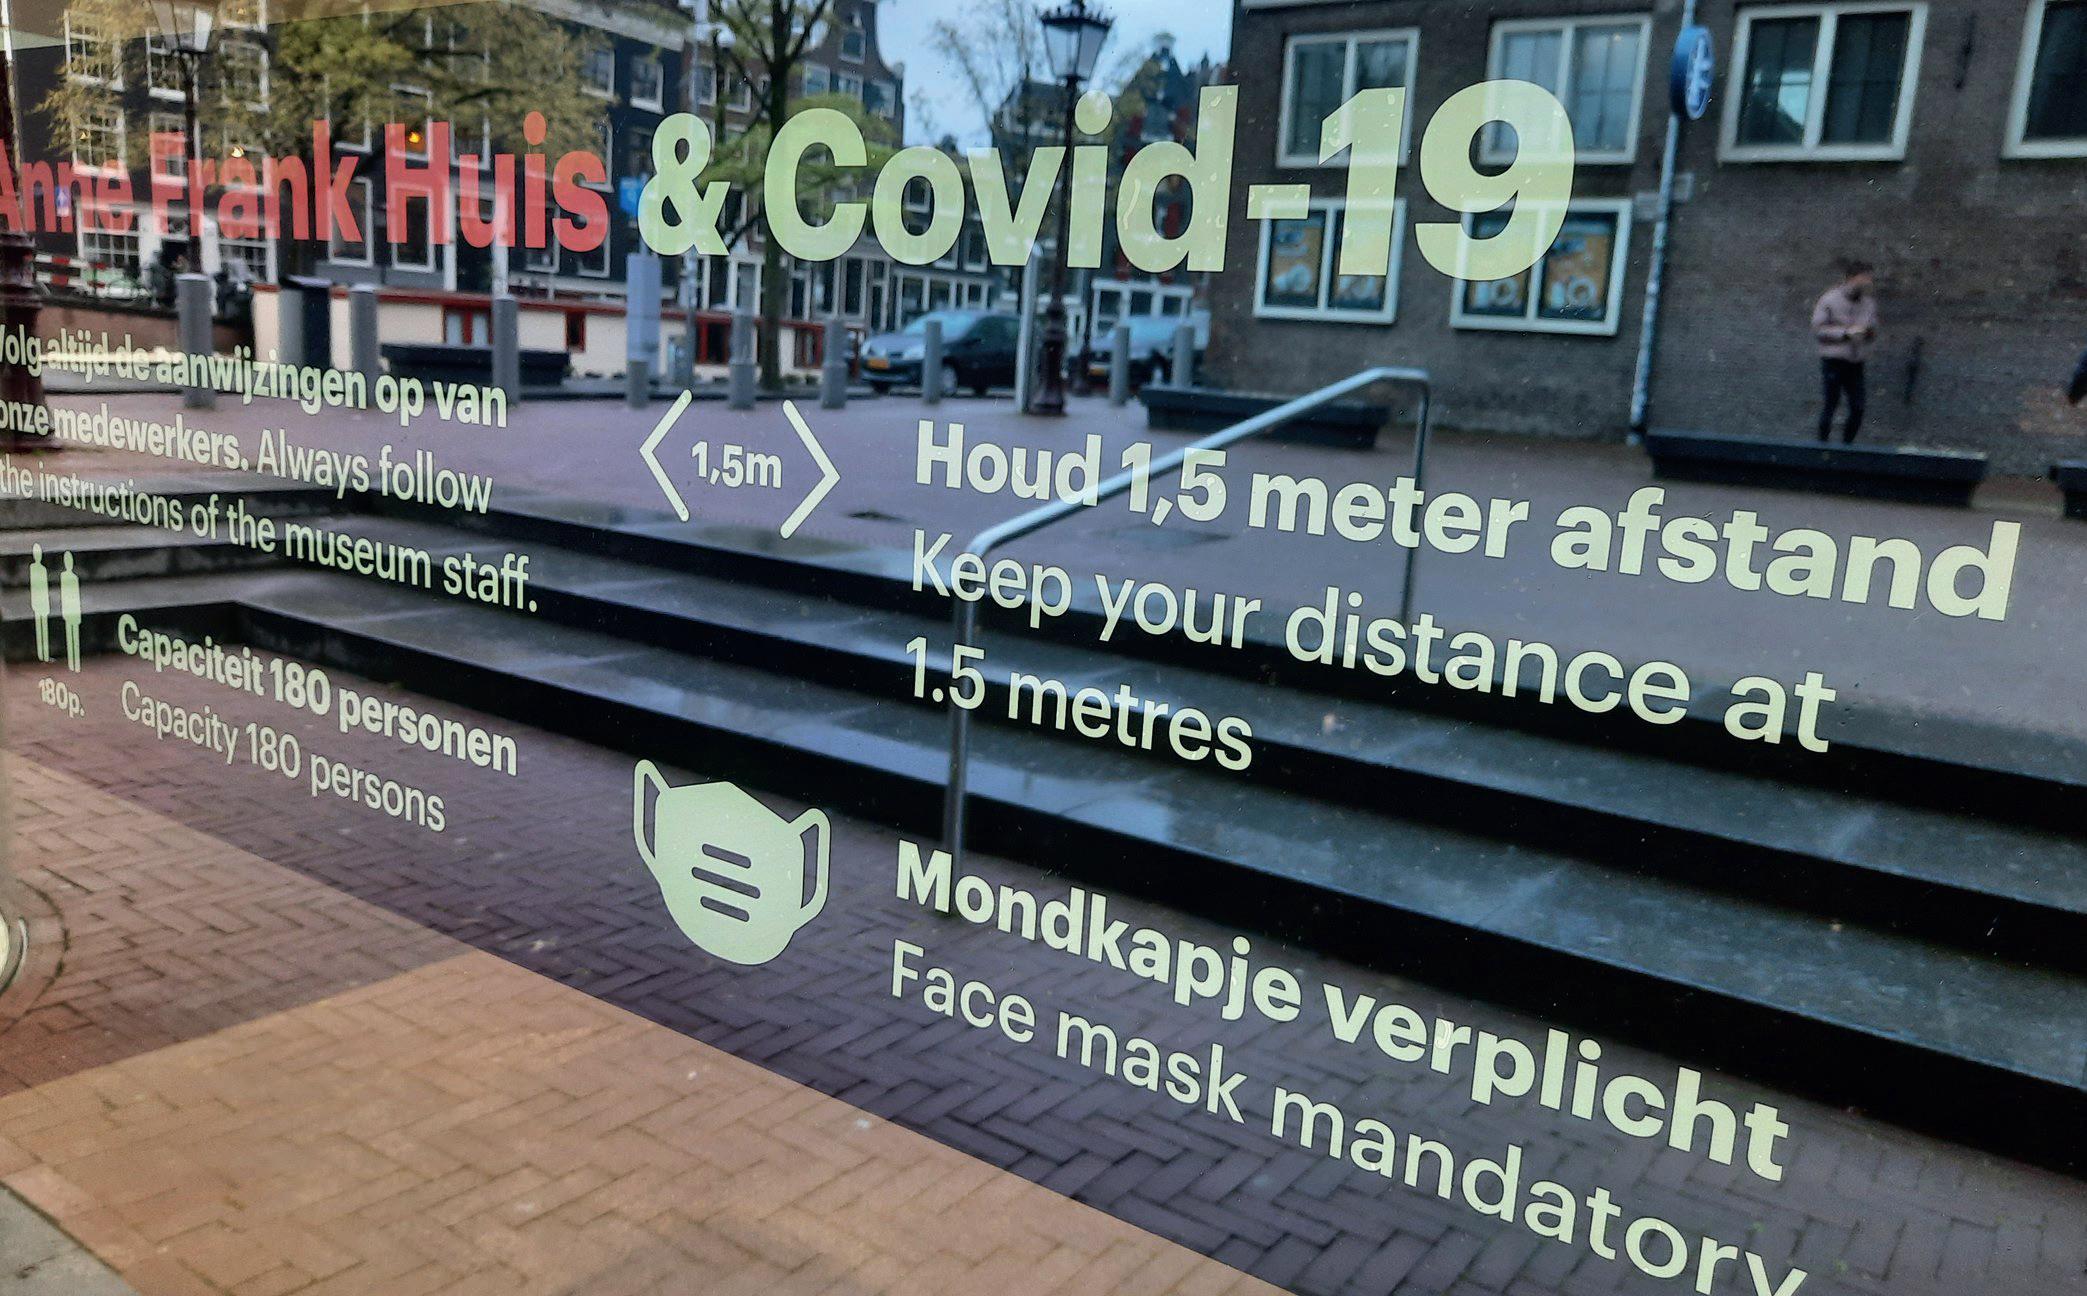 Anne Frank Huis & Covid-19
Volg altijd de aanwijzingen op van
onze medewerkers. Always follow
the instructions of the museum staff.
180p.
Capaciteit 180 personen
Capacity 180 persons
1,5m
Houd 1,5 meter afstand
Keep your distance at
1.5 metres
Mondkapje verplicht
Face mask mandatory